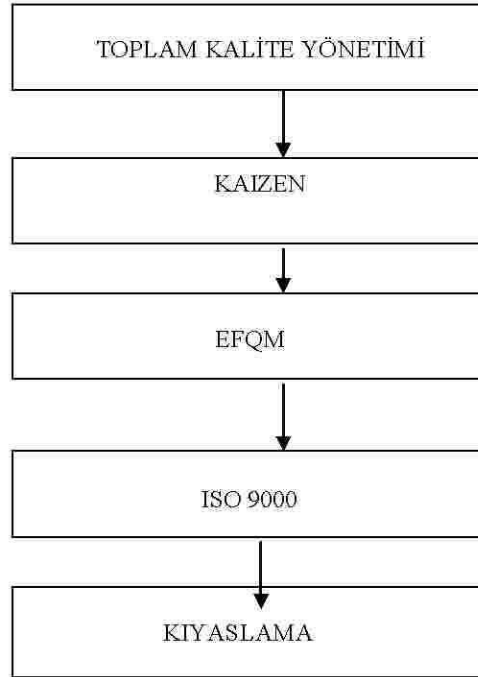 TOPLAM KALİTE YÖNETİMİ
KAIZEN
EFQM
ISO 9000
KIYASLAMA